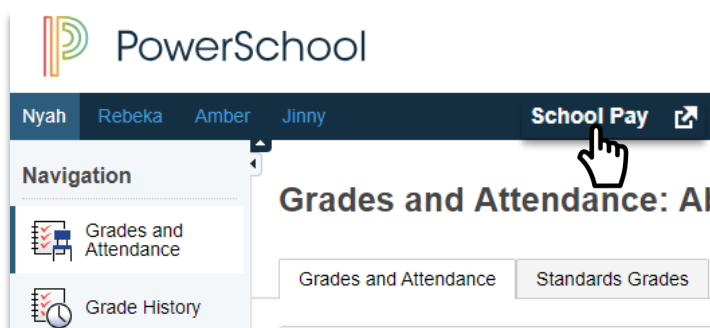 PowerSchool
Nyah Rebeka Amber Jinny School Pay
Navigation
Grades and Attendance: Al
Grades and
Attendance
Grades and Attendance Standards Grades
Grade History